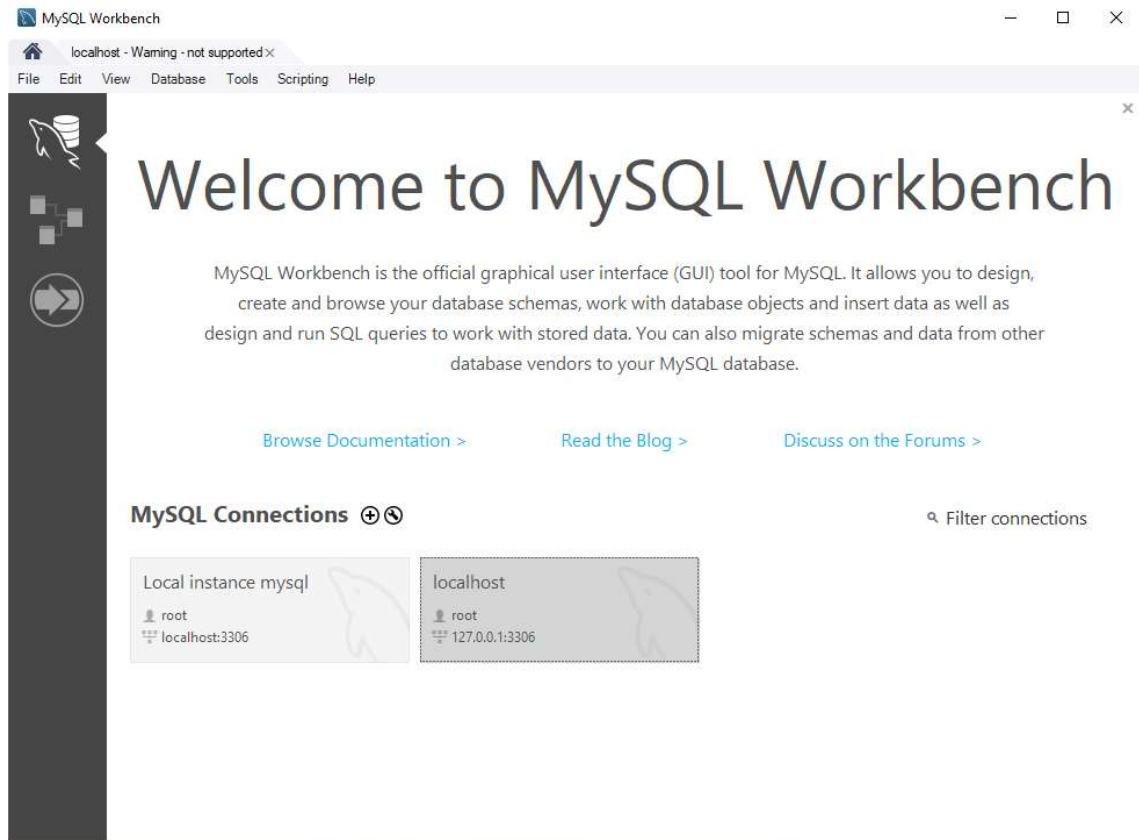 MySQL Workbench
localhost - Warning - not supported
File Edit View Database Tools Scripting Help
Welcome to MySQL Workbench
MySQL Workbench is the official graphical user interface (GUI) tool for MySQL. It allows you to design,
create and browse your database schemas, work with database objects and insert data as well as
design and run SQL queries to work with stored data. You can also migrate schemas and data from other
database vendors to your MySQL database.
Browse Documentation > Read the Blog > Discuss on the Forums >
MySQL Connections
Filter connections
Local instance mysql
root
localhost:3306
localhost
root
127.0.0.1:3306